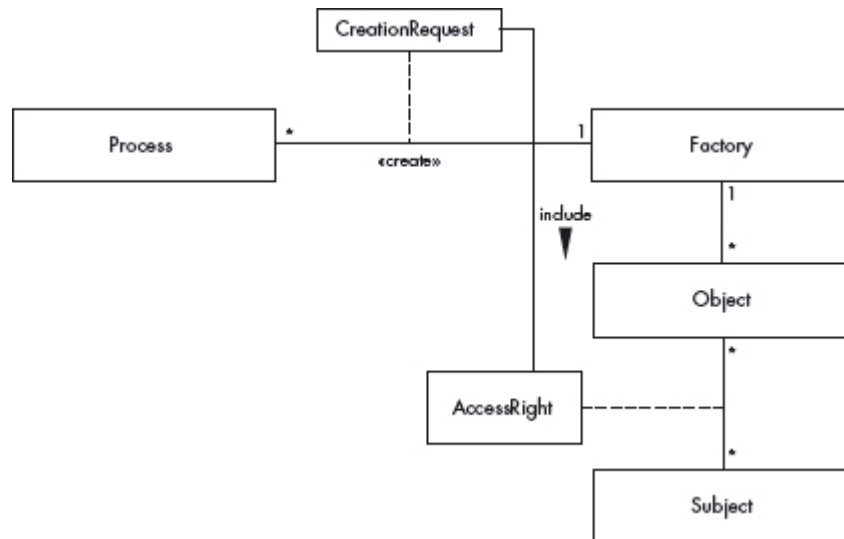 CreationRequest
Process
*
1
Factory
«create»
1
include
*
Object
*
AccessRight
*
Subject